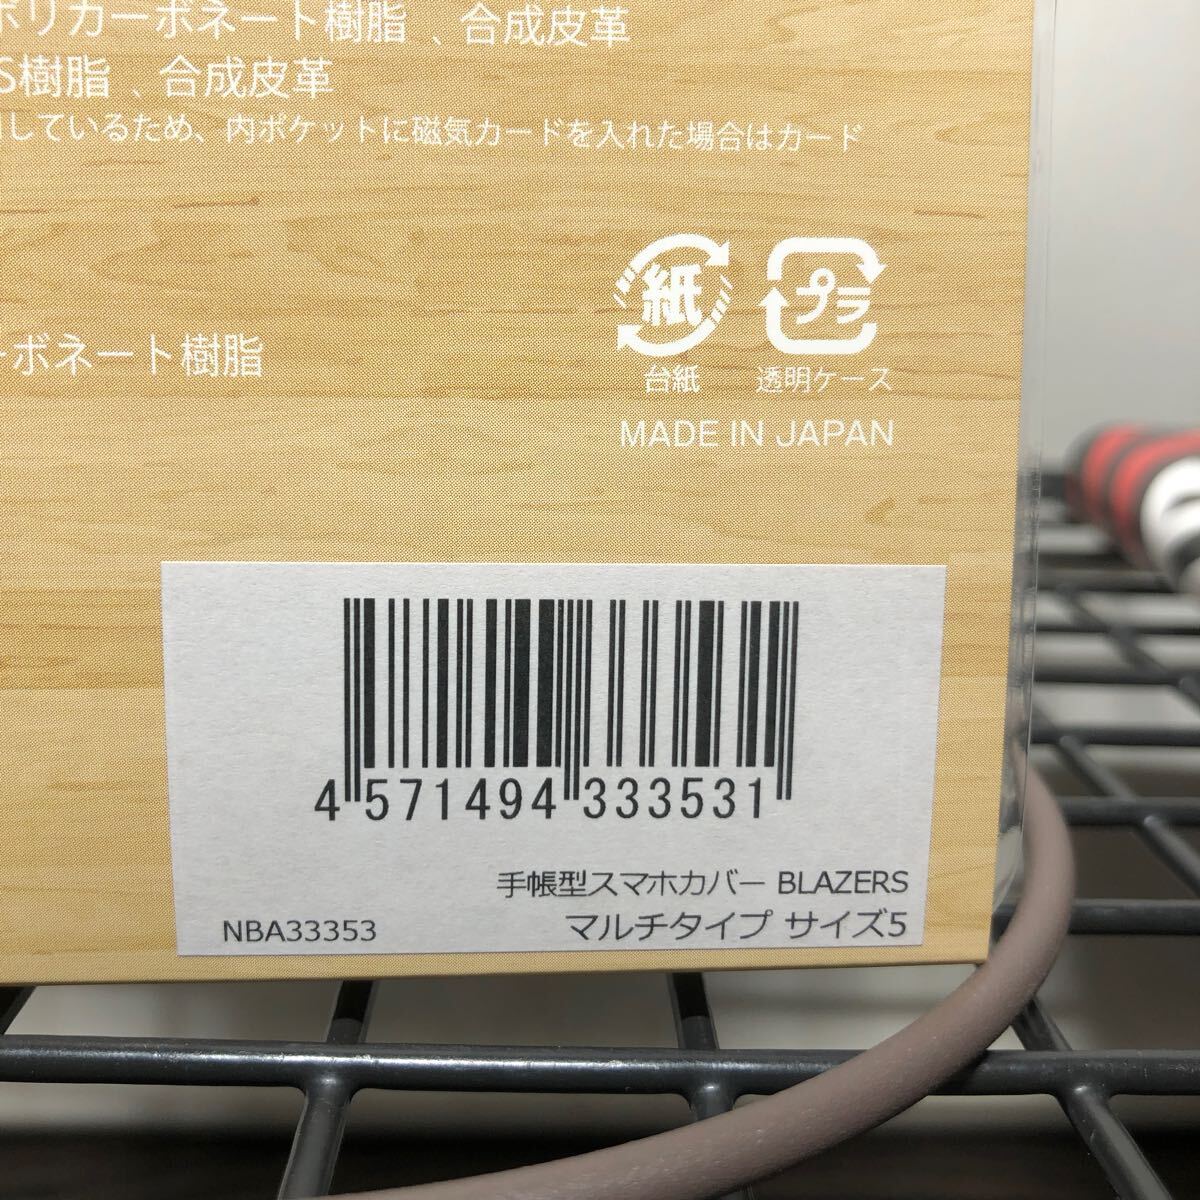 ポリカーボネート樹脂 、合成皮革
S樹脂 、合成皮革
しているため、内ポケットに磁気カードを入れた場合はカード
ーボネート樹脂
紙 プラ
台紙 透明ケース
MADE IN JAPAN
4 571494 333531
手帳型スマホカバー BLAZERS
NBA33353 マルチタイプ サイズ5